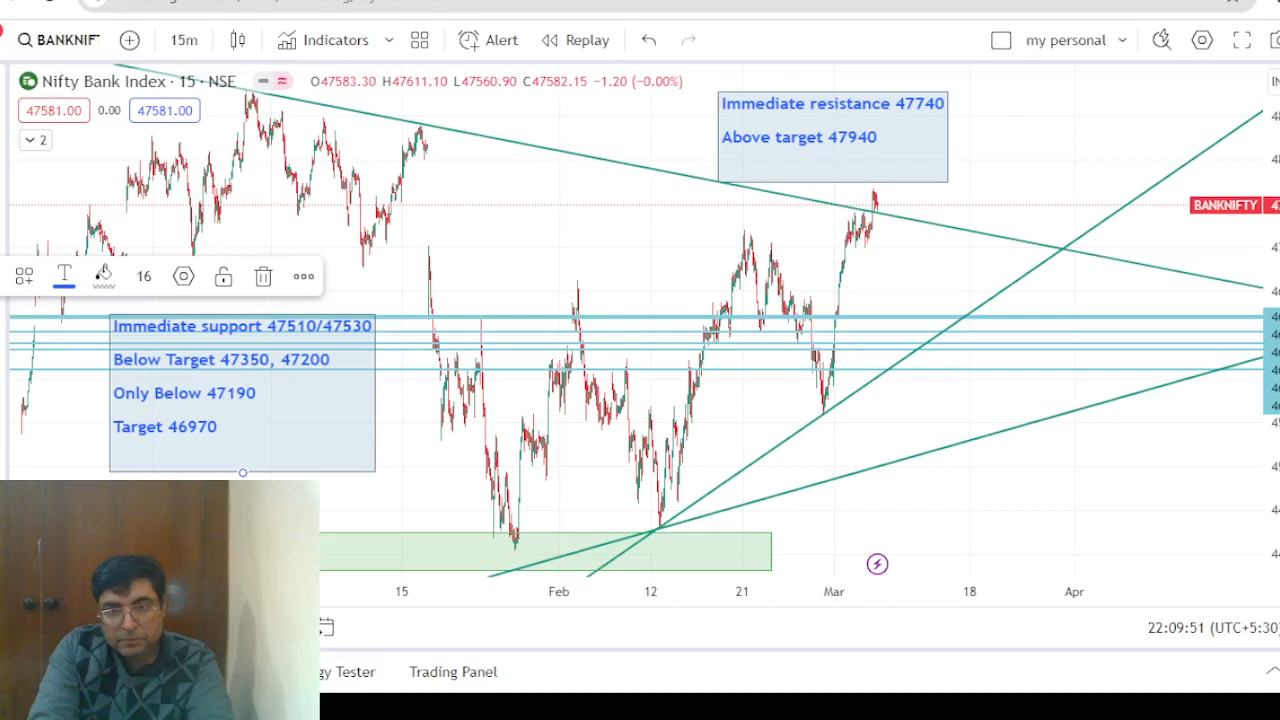 BANKNIFT
15m
Indicators
Alert
Replay
my personal
Nifty Bank Index · 15 · NSE
O47583.30 H47611.10 L47560.90 C47582.15 −1.20 (−0.00%)
47581.00 0.00 47581.00
2
Immediate resistance 47740
Above target 47940
BANKNIFTY
16
Immediate support 47510/47530
Below Target 47350, 47200
Only Below 47190
Target 46970
15 Feb 12 21 Mar 18 Apr
22:09:51 (UTC+5:30)
Tester Trading Panel